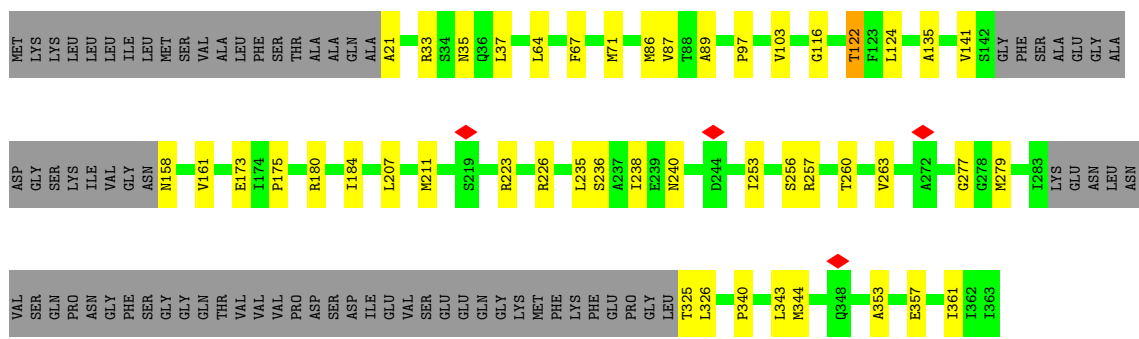 MET LYS LYS LEU LEU LEU ILE LEU MET SER VAL ALA LEU PHE SER THR ALA ALA GLN ALA A21 R33 S34 N35 Q36 L37 L64 F67 M71 M86 V87 T88 A89 P97 V103 G116 T122 F123 L124 A135 V141 S142 GLY PHE SER ALA GLU GLY ALA
ASP GLY SER LYS ILE VAL GLY ASN N158 V161 E173 I174 P175 R180 I184 L207 M211 S219 R223 R226 L235 S236 A237 I238 E239 N240 D244 I253 S256 R257 T260 V263 A272 G277 G278 M279 I283 LYS GLU ASN LEU ASN
VAL SER GLN PRO ASN GLY PHE SER GLY GLY GLN THR VAL VAL VAL PRO ASP SER ASP ILE GLU VAL SER GLU GLU GLN GLY LYS MET PHE LYS PHE GLU PRO GLY LEU T325 L326 P340 L343 M344 Q348 A353 E357 I361 I362 I363